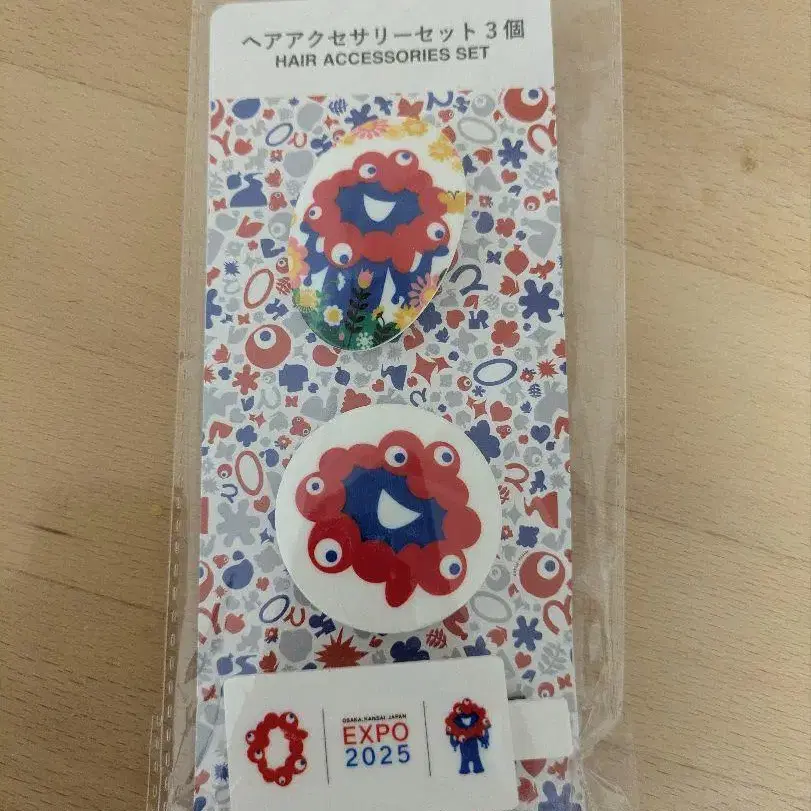 ヘアアクセサリーセット3個
HAIR ACCESSORIES SET
OSAKA, KANSAI, JAPAN
EXPO
2025